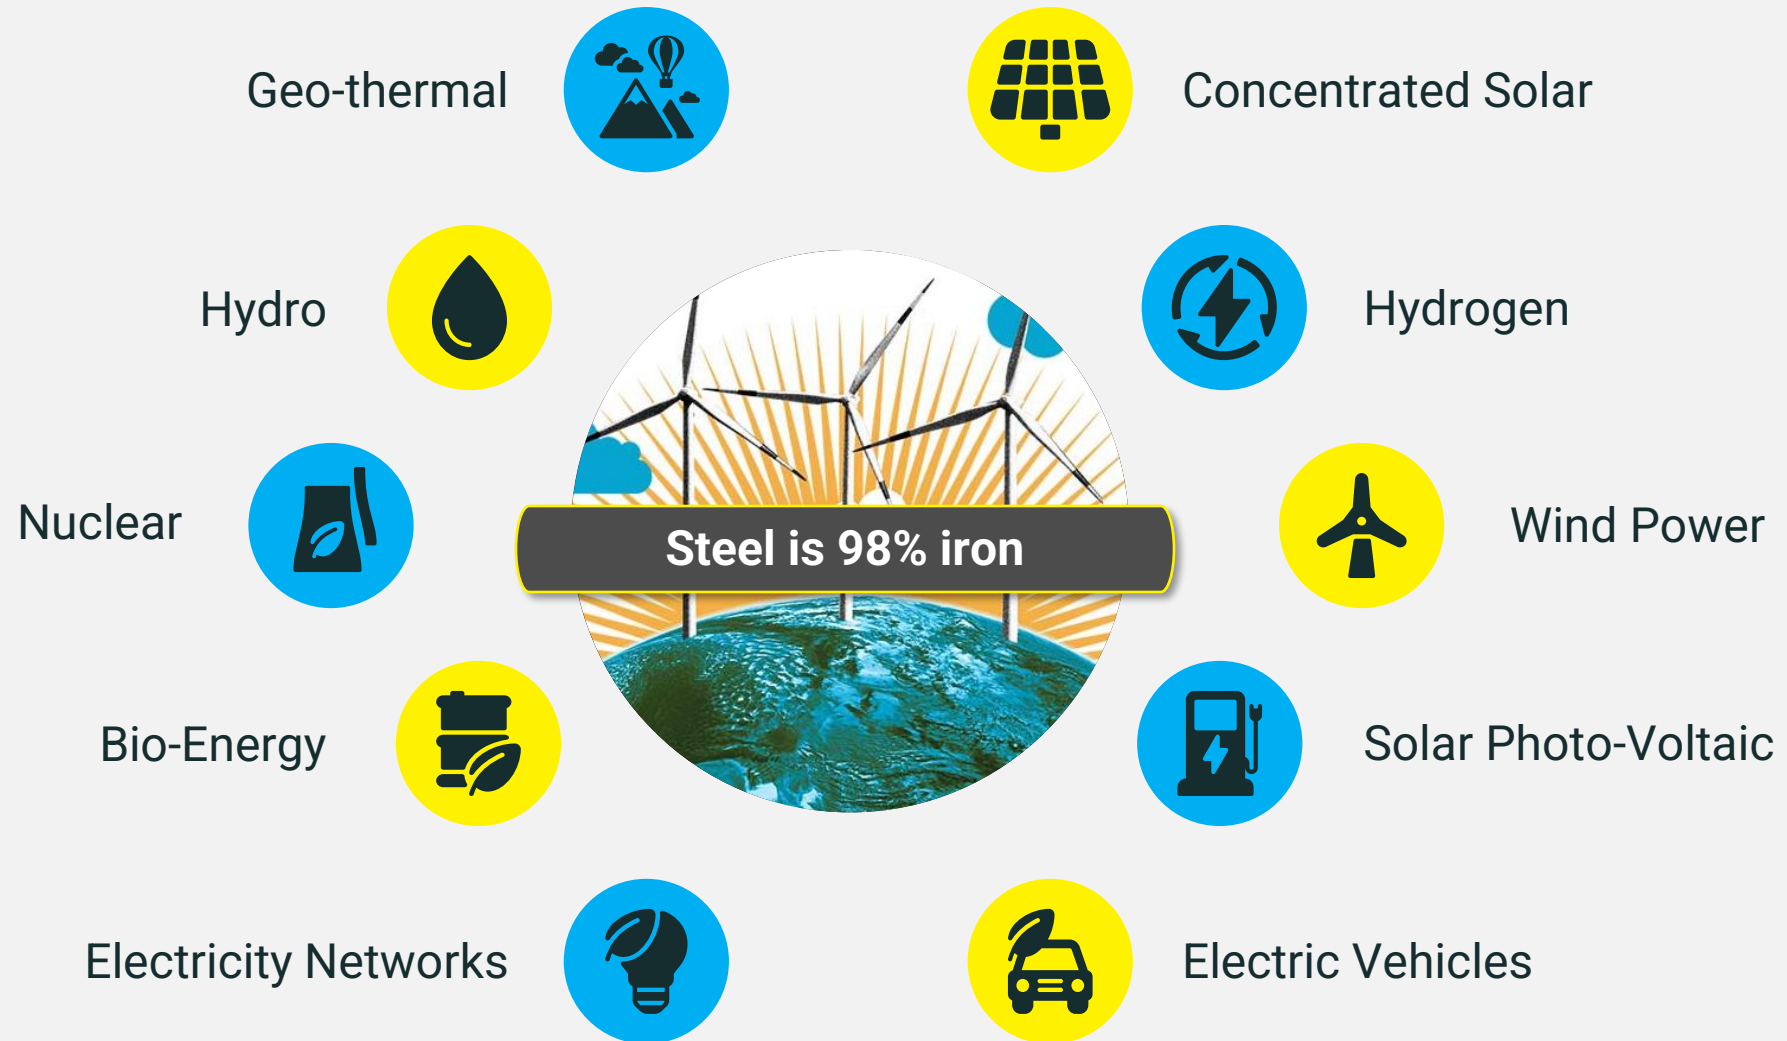 Geo-thermal
Concentrated Solar
Hydro
Hydrogen
Nuclear
Steel is 98% iron
Wind Power
Bio-Energy
Solar Photo-Voltaic
Electricity Networks
Electric Vehicles